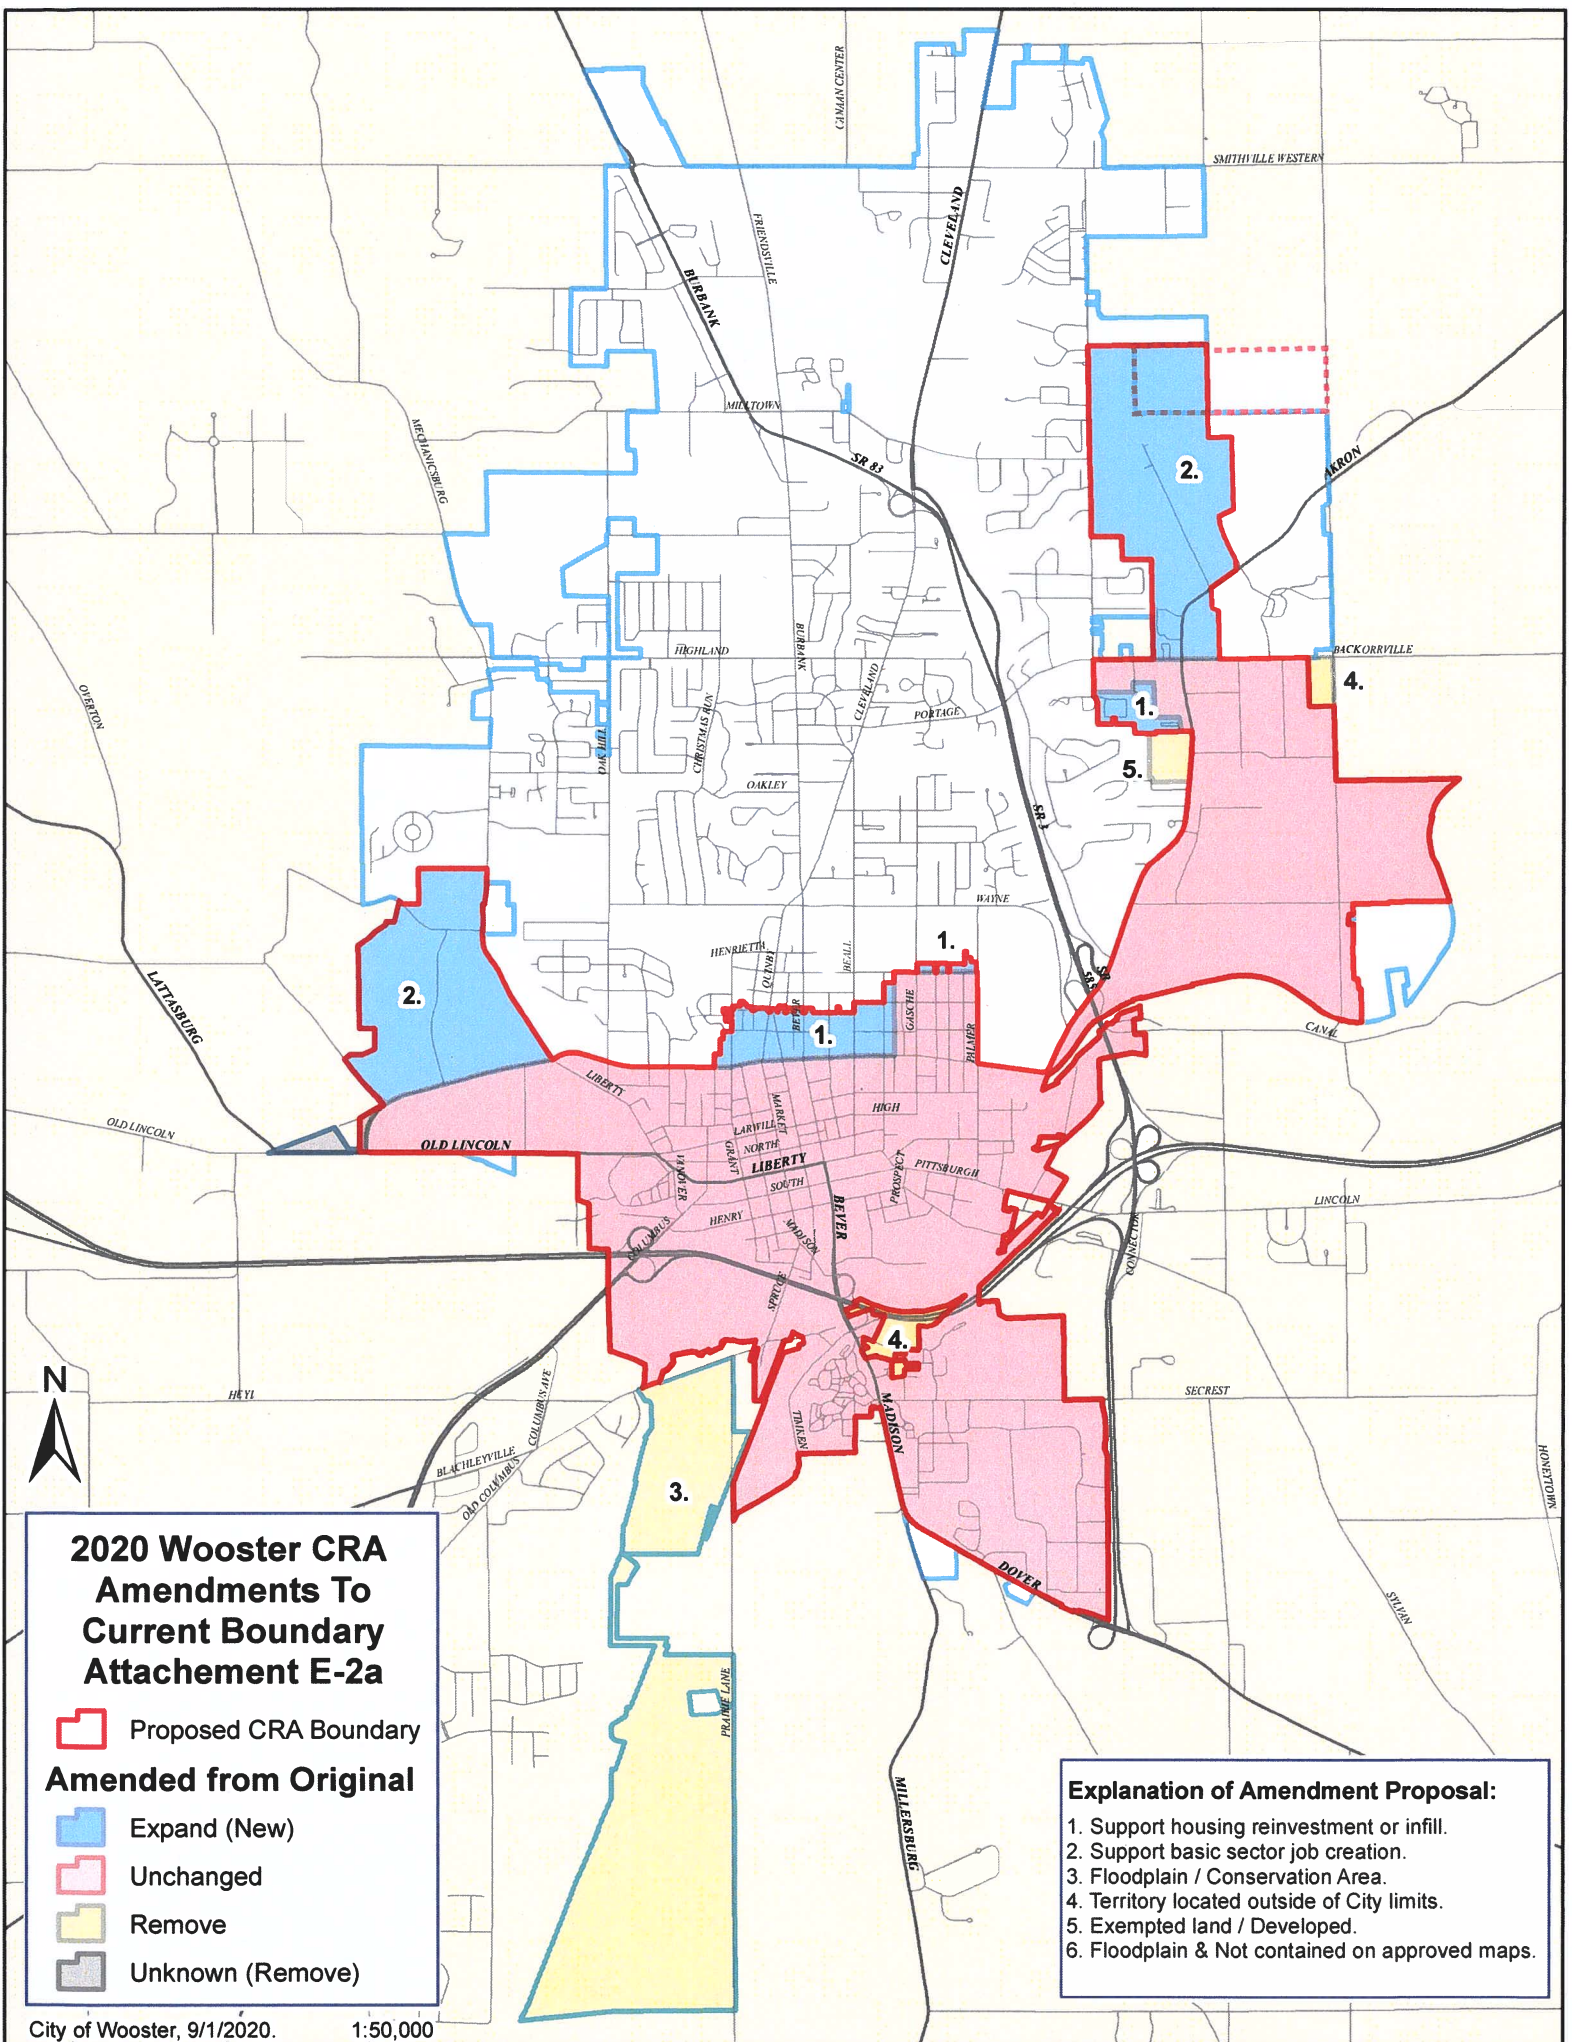 CANAAN CENTER
SMITHVILLE WESTERN
FRIENDSVILLE
CLEVELAND
BURBANK
MILLTOWN
MECHANICSBURG
SR 83
2.
AKRON
HIGHLAND
BURBANK
BACKORRVILLE
4.
OVERTON
CLEVELAND
PORTAGE
1.
CHRISTMAS RUN
OAK HILL
5.
OAKLEY
SR 3
WAYNE
HENRIETTA
QUINBY
BEALL
1.
SR
585
LATTASBURG
2.
BEVER
1.
GASCHE
PALMER
CANAL
LIBERTY
OLD LINCOLN
OLD LINCOLN
MARKET
HIGH
LARWILL
NORTH
GRANT
LIBERTY
SOUTH
PROSPECT
PITTSBURGH
VANOVER
BEVER
HENRY
MADISON
COLUMBUS
LINCOLN
CONNECTOR
SPRUCE
4.
N
HEYL
COLUMBUS AVE
SECREST
TIMKEN
MADISON
BLACHLEYVILLE
OLD COLUMBUS
3.
HONEYTOWN
DOVER
SYLVAN
PRAIRIE LANE
MILLERSBURG
2020 Wooster CRA
Amendments To
Current Boundary
Attachement E-2a
Proposed CRA Boundary
Amended from Original
Expand (New)
Unchanged
Remove
Unknown (Remove)
City of Wooster, 9/1/2020. 1:50,000
Explanation of Amendment Proposal:
1. Support housing reinvestment or infill.
2. Support basic sector job creation.
3. Floodplain / Conservation Area.
4. Territory located outside of City limits.
5. Exempted land / Developed.
6. Floodplain & Not contained on approved maps.